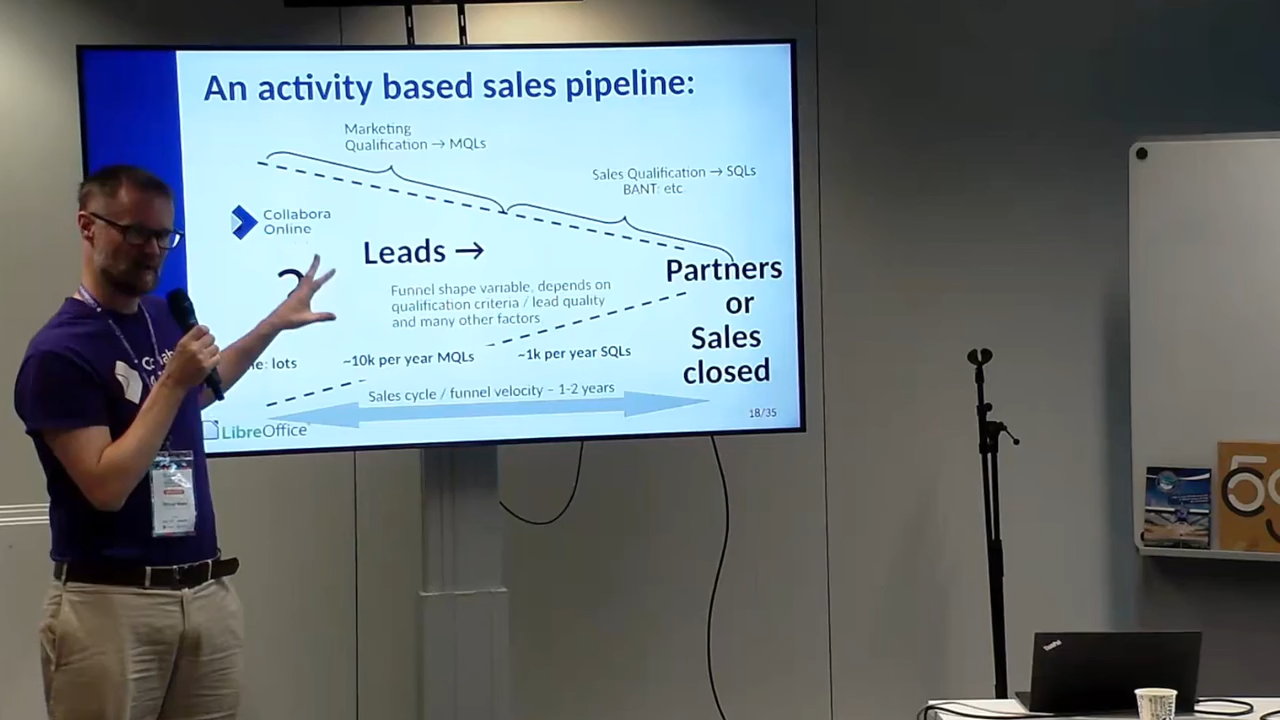 An activity based sales pipeline:
Marketing
Qualification → MQLs
Sales Qualification → SQLs
BANT: etc
Collabora
Online
Leads →
?
Funnel shape variable, depends on
qualification criteria / lead quality
and many other factors
Partners
or
Sales
closed
lots
~10k per year MQLs
~1k per year SQLs
Sales cycle / funnel velocity – 1-2 years
18/35
LibreOffice
ThinkPad